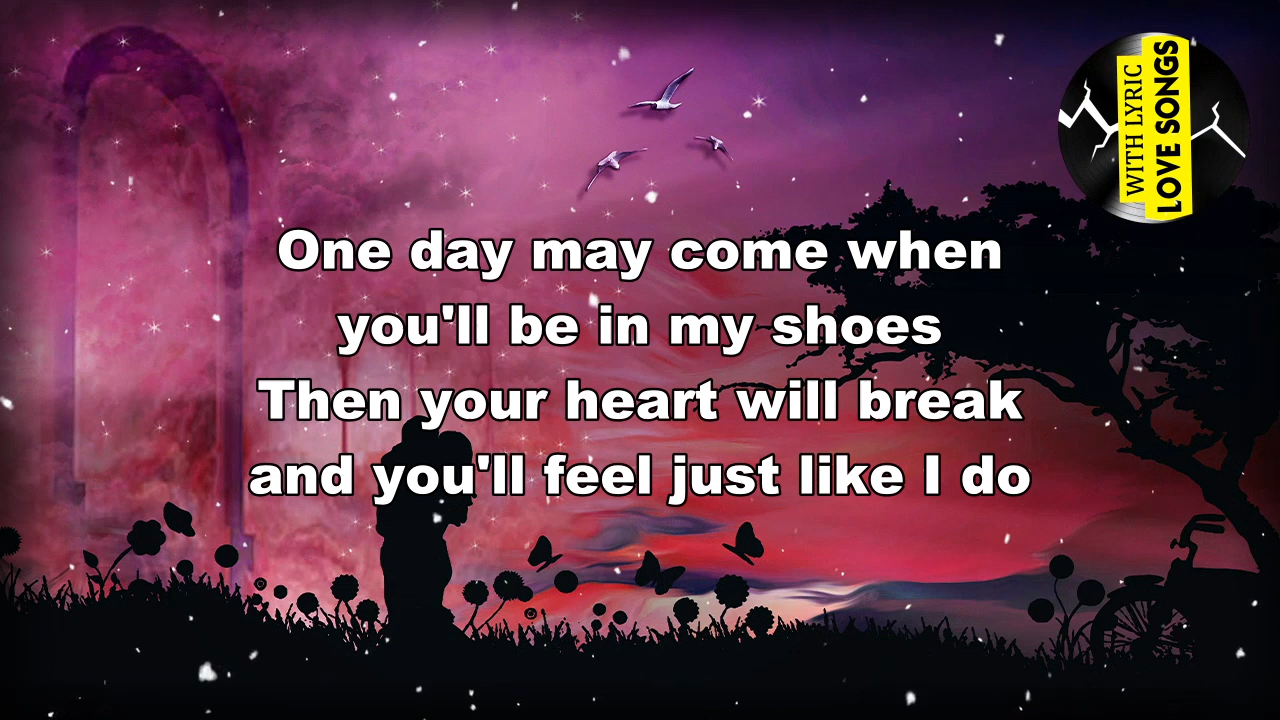 WITH LYRIC
LOVE SONGS
One day may come when
you'll be in my shoes
Then your heart will break
and you'll feel just like I do